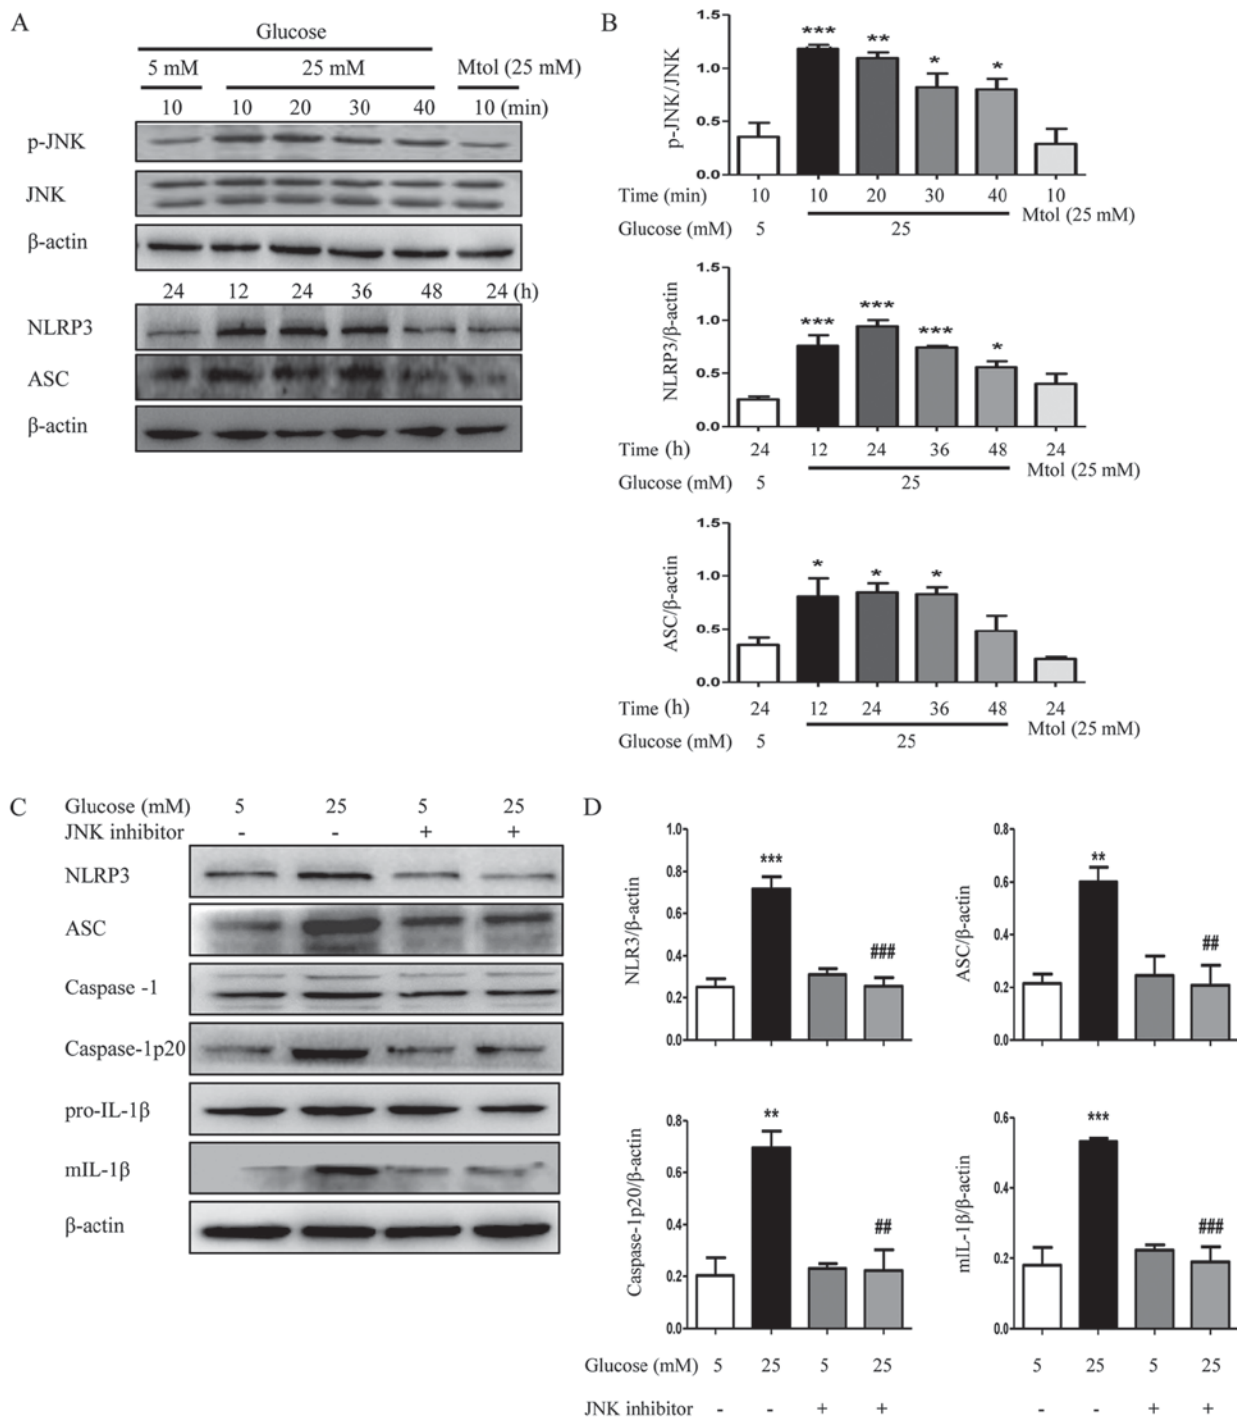 A
Glucose
5 mM 25 mM Mtol (25 mM)
10 10 20 30 40 10 (min)
p-JNK
JNK
β-actin
24 12 24 36 48 24 (h)
NLRP3
ASC
β-actin
B
p-JNK/JNK
1.5
1.0
0.5
0.0
*** ** * *
Time (min) 10 10 20 30 40 10
Glucose (mM) 5 25 Mtol (25 mM)
NLRP3/β-actin
1.5
1.0
0.5
0.0
*** *** *** *
Time (h) 24 12 24 36 48 24
Glucose (mM) 5 25 Mtol (25 mM)
ASC/β-actin
1.5
1.0
0.5
0.0
* * *
Time (h) 24 12 24 36 48 24
Glucose (mM) 5 25 Mtol (25 mM)
C
Glucose (mM) 5 25 5 25
JNK inhibitor - - + +
NLRP3
ASC
Caspase -1
Caspase-1p20
pro-IL-1β
mIL-1β
β-actin
D
NLR3/β-actin
1.0
0.8
0.6
0.4
0.2
0.0
*** ###
ASC/β-actin
0.8
0.6
0.4
0.2
0.0
** ##
Caspase-1p20/β-actin
0.8
0.6
0.4
0.2
0.0
** ##
mIL-1β/β-actin
0.6
0.4
0.2
0.0
*** ###
Glucose (mM) 5 25 5 25 5 25 5 25
JNK inhibitor - - + + - - + +